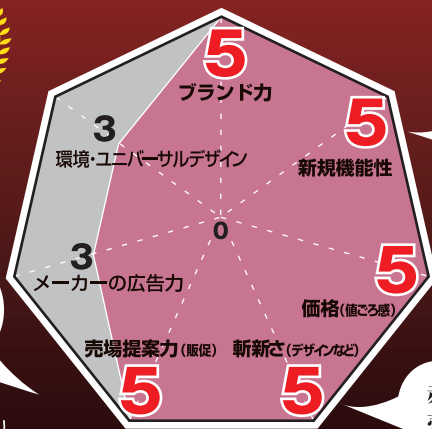 5
ブランド力
3
環境・ユニバーサルデザイン
5
新規機能性
0
3
メーカーの広告力
5
価格(値ごろ感)
売場提案力(販促)
5
斬新さ(デザインなど)
5